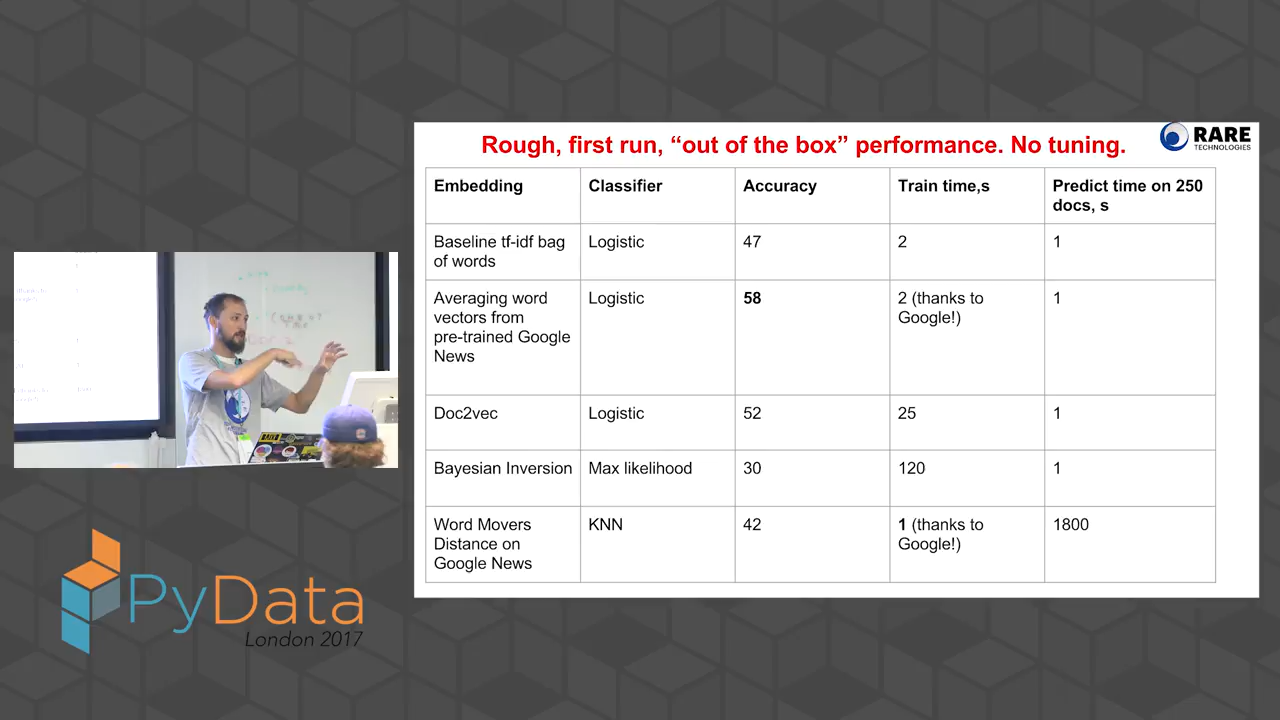 Rough, first run, “out of the box” performance. No tuning.
RARE
TECHNOLOGIES
Embedding
Classifier
Accuracy
Train time,s
Predict time on 250
docs, s
Baseline tf-idf bag
of words
Logistic
47
2
1
Averaging word
vectors from
pre-trained Google
News
Logistic
58
2 (thanks to
Google!)
1
Doc2vec
Logistic
52
25
1
Bayesian Inversion
Max likelihood
30
120
1
Word Movers
Distance on
Google News
KNN
42
1 (thanks to
Google!)
1800
PyData
London 2017